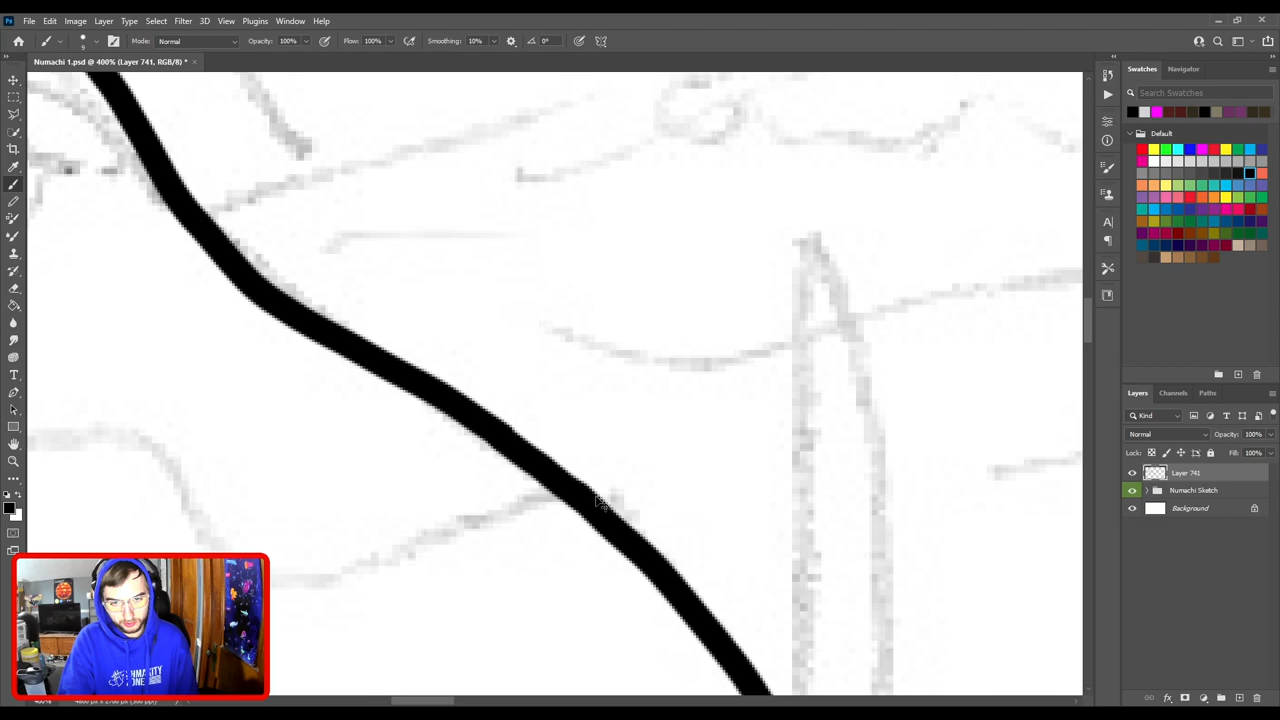 File Edit Image Layer Type Select Filter 3D View Plugins Window Help
9 Mode: Normal Opacity: 100% Flow: 100% Smoothing: 10% 0°
Numachi 1.psd @ 400% (Layer 741, RGB/8) *
Swatches Navigator
Search Swatches
Default
Layers Channels Paths
Kind
Normal Opacity: 100%
Lock: Fill: 100%
Layer 741
Numachi Sketch
Background